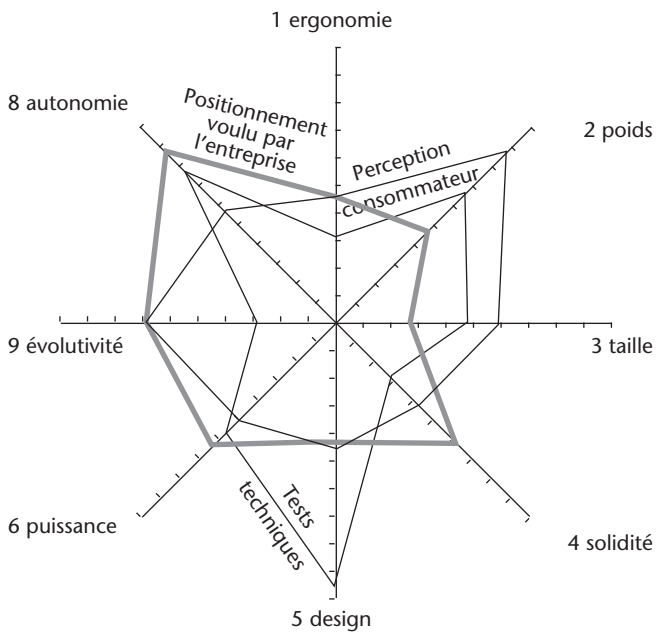 1 ergonomie
8 autonomie
Positionnement
voulu par
l'entreprise
2 poids
Perception
consommateur
9 évolutivité
3 taille
6 puissance
Tests
techniques
4 solidité
5 design